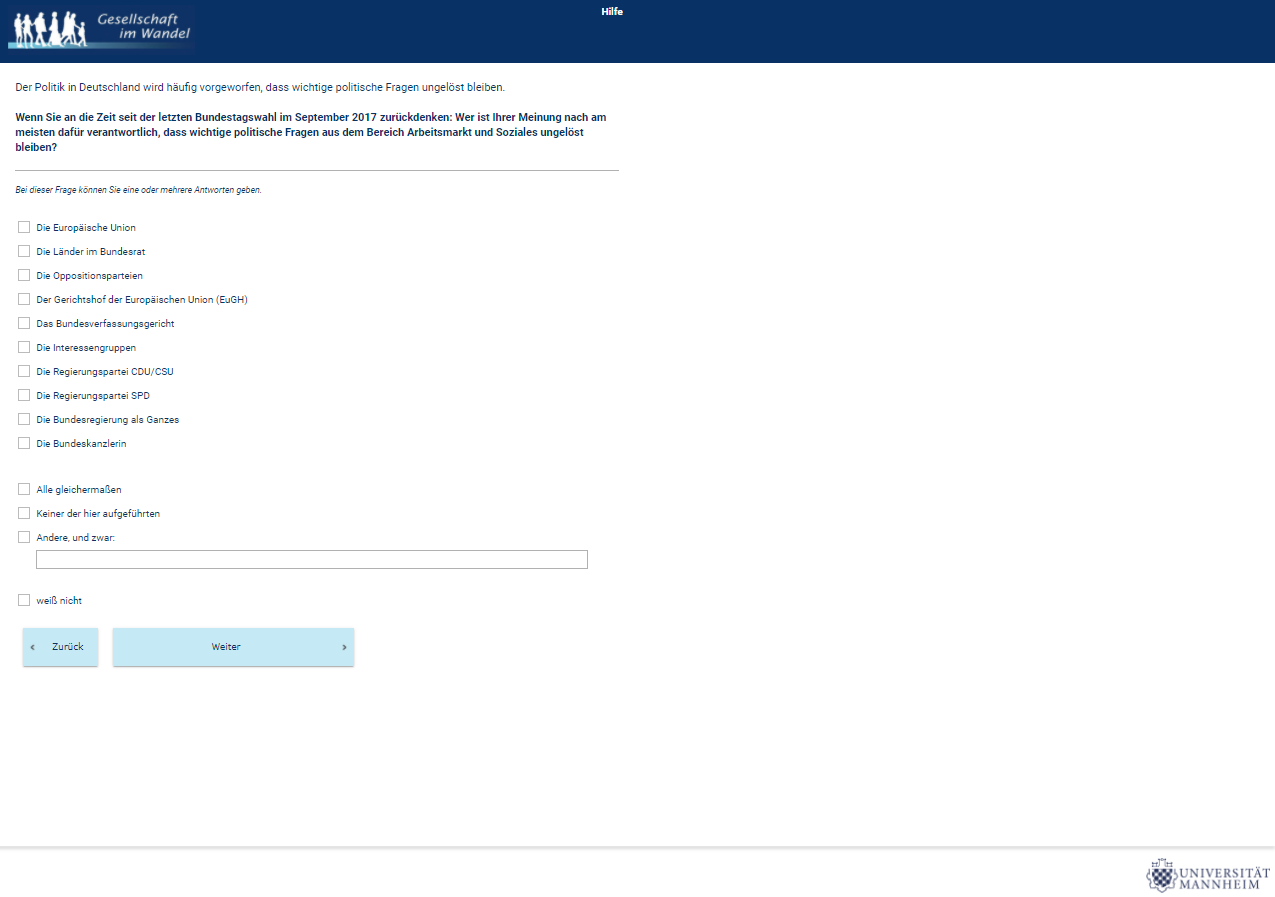 Gesellschaft
im Wandel
Hilfe
Der Politik in Deutschland wird häufig vorgeworfen, dass wichtige politische Fragen ungelöst bleiben.
Wenn Sie an die Zeit seit der letzten Bundestagswahl im September 2017 zurückdenken: Wer ist Ihrer Meinung nach am
meisten dafür verantwortlich, dass wichtige politische Fragen aus dem Bereich Arbeitsmarkt und Soziales ungelöst
bleiben?
Bei dieser Frage können Sie eine oder mehrere Antworten geben.
Die Europäische Union
Die Länder im Bundesrat
Die Oppositionsparteien
Der Gerichtshof der Europäischen Union (EuGH)
Das Bundesverfassungsgericht
Die Interessengruppen
Die Regierungspartei CDU/CSU
Die Regierungspartei SPD
Die Bundesregierung als Ganzes
Die Bundeskanzlerin
Alle gleichermaßen
Keiner der hier aufgeführten
Andere, und zwar:
weiß nicht
‹ Zurück
Weiter ›
UNIVERSITÄT
MANNHEIM